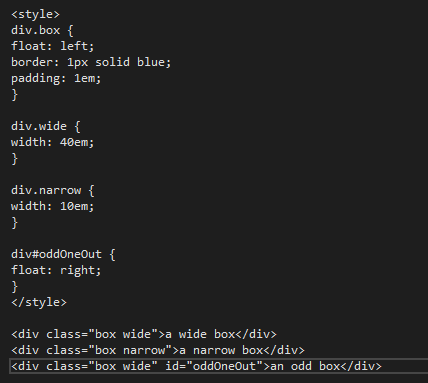 <style>
div.box {
float: left;
border: 1px solid blue;
padding: 1em;
}

div.wide {
width: 40em;
}

div.narrow {
width: 10em;
}

div#oddOneOut {
float: right;
}
</style>

<div class="box wide">a wide box</div>
<div class="box narrow">a narrow box</div>
<div class="box wide" id="oddOneOut">an odd box</div>